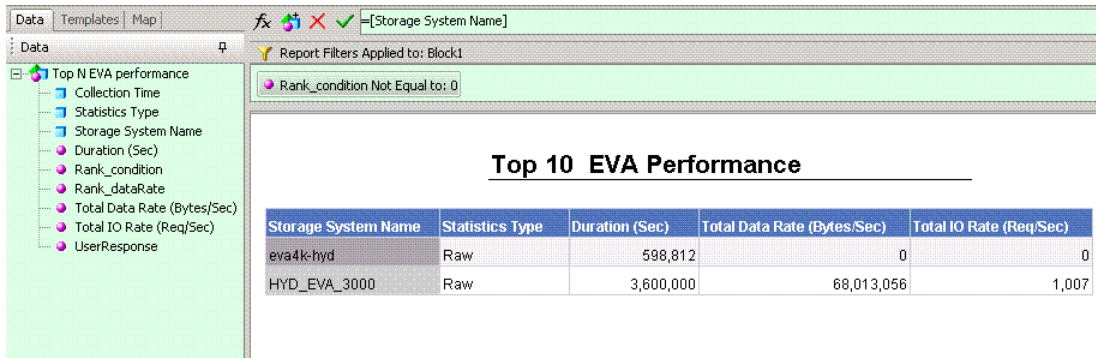 Data Templates Map
=[Storage System Name]
Data
Report Filters Applied to: Block1
Top N EVA performance
Collection Time
Statistics Type
Storage System Name
Duration (Sec)
Rank_condition
Rank_dataRate
Total Data Rate (Bytes/Sec)
Total IO Rate (Req/Sec)
UserResponse
Rank_condition Not Equal to: 0
Top 10 EVA Performance
Storage System Name Statistics Type Duration (Sec) Total Data Rate (Bytes/Sec) Total IO Rate (Req/Sec)
eva4k-hyd Raw 598,812 0 0
HYD_EVA_3000 Raw 3,600,000 68,013,056 1,007